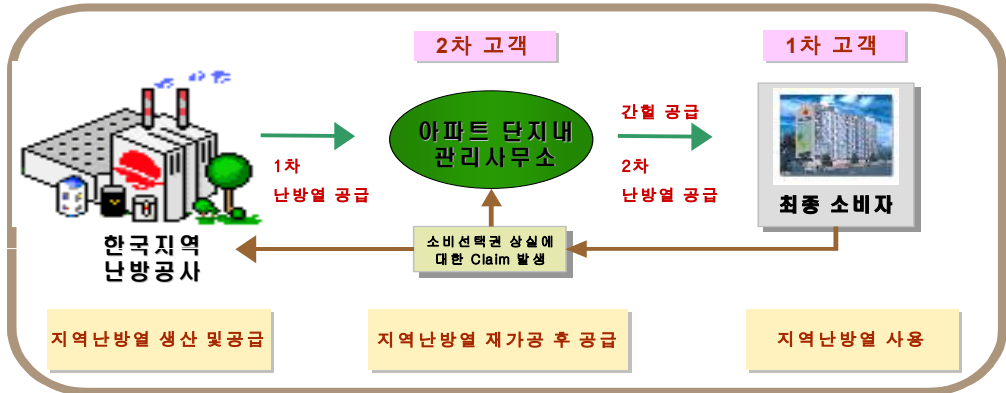 2차 고객
1차 고객
아파트 단지내
관리사무소
간헐 공급
1차
난방열 공급
2차
난방열 공급
최종 소비자
한국지역
난방공사
소비선택권 상실에
대한 Claim 발생
지역난방열 생산 및공급
지역난방열 재가공 후 공급
지역난방열 사용